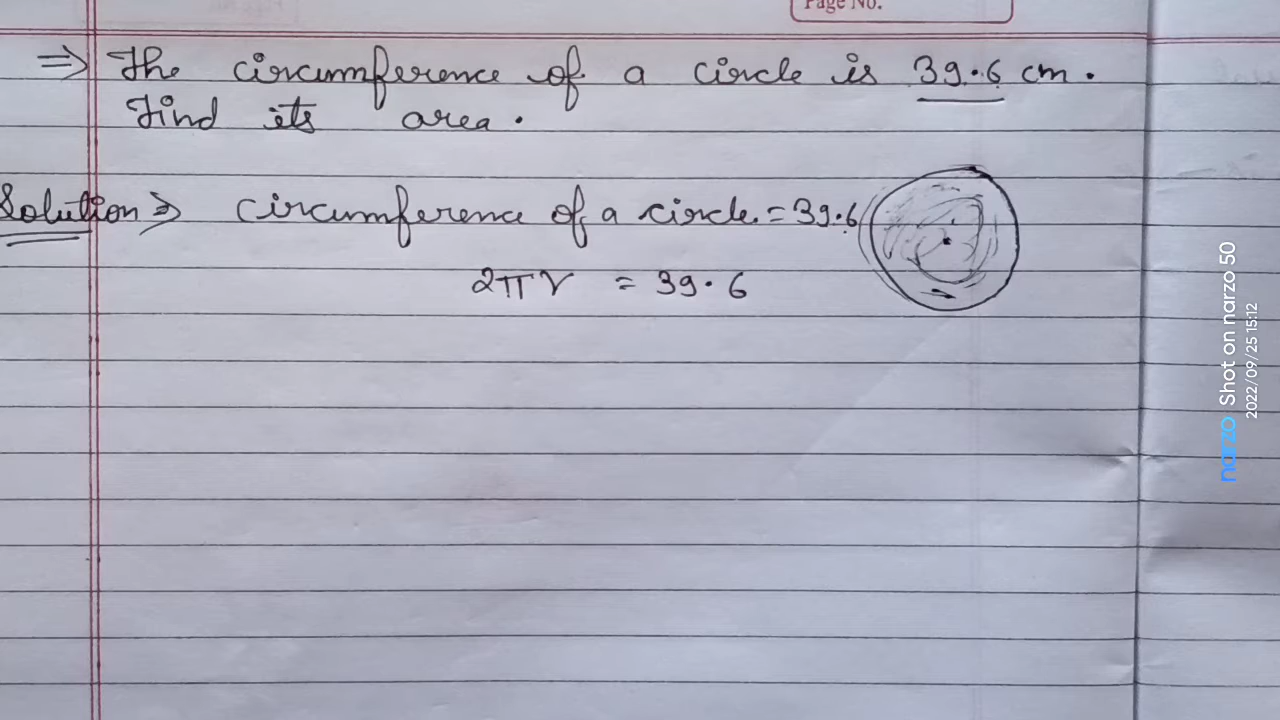 Page No.
⇒ The circumference of a circle is 39.6 cm.
Find its area.
Solution ⇒ Circumference of a circle = 39.6
2πr = 39.6
narzo Shot on narzo 50
2022/09/25 15:12